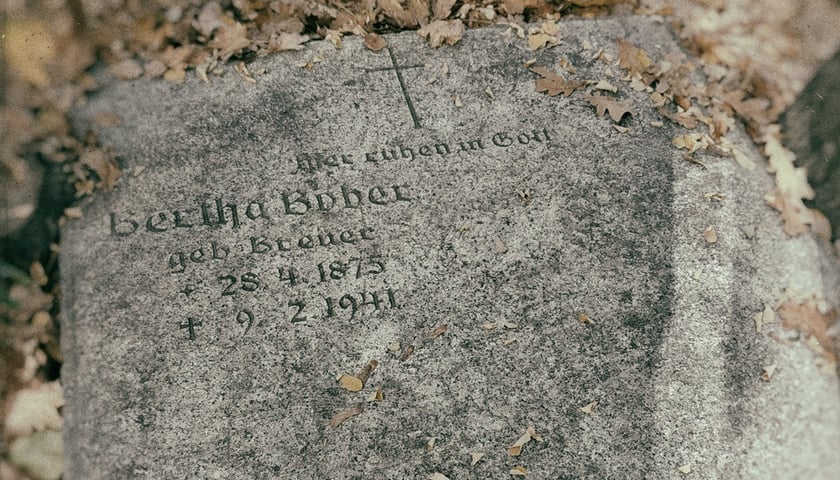 Hier ruhen in Gott
Bertha Bober
geb. Breuer
* 28. 4. 1875
† 9. 2. 1941